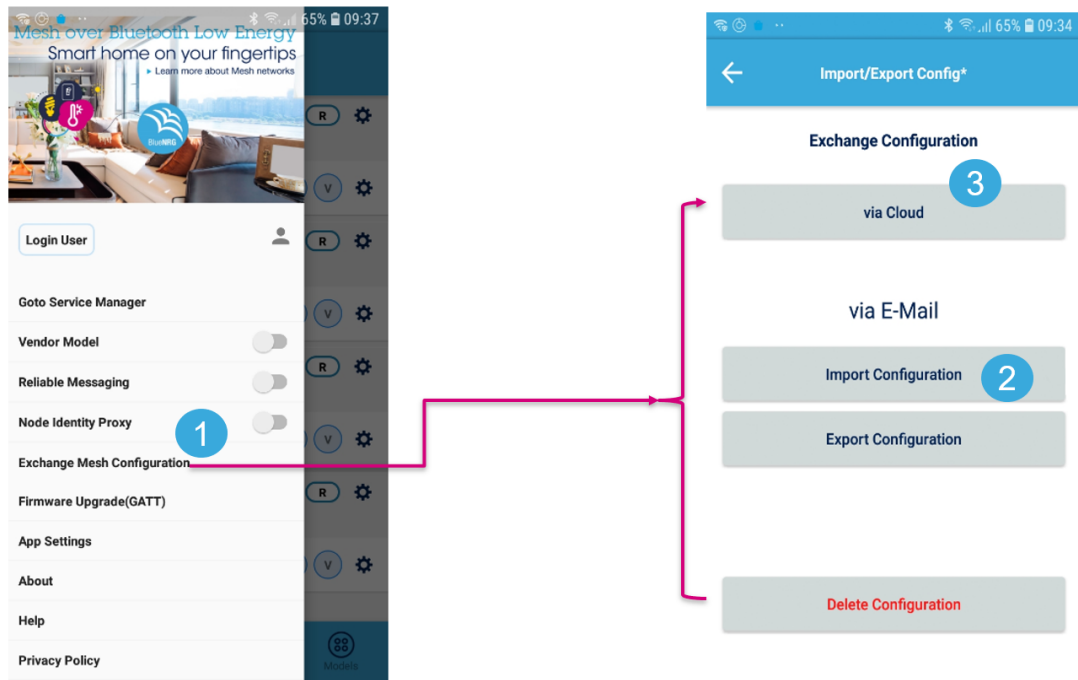 65% 09:37
Mesh over Bluetooth Low Energy
Smart home on your fingertips
Learn more about Mesh networks
BlueNRG
Login User
Goto Service Manager
Vendor Model
Reliable Messaging
Node Identity Proxy
1
Exchange Mesh Configuration
Firmware Upgrade(GATT)
App Settings
About
Help
Privacy Policy
R
V
R
V
R
V
R
V
Models
65% 09:34
Import/Export Config*
Exchange Configuration
3
via Cloud
via E-Mail
Import Configuration
2
Export Configuration
Delete Configuration